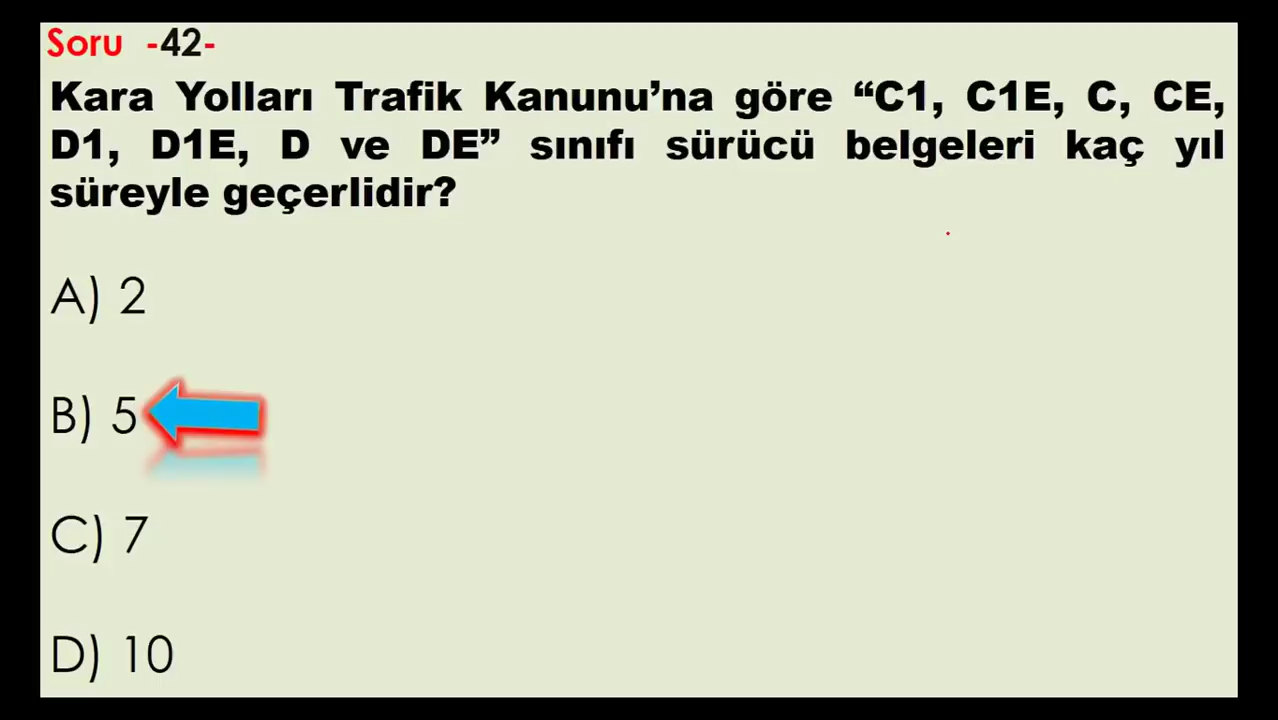 Soru -42-
Kara Yolları Trafik Kanunu’na göre “C1, C1E, C, CE,
D1, D1E, D ve DE” sınıfı sürücü belgeleri kaç yıl
süreyle geçerlidir?
A) 2
B) 5
C) 7
D) 10